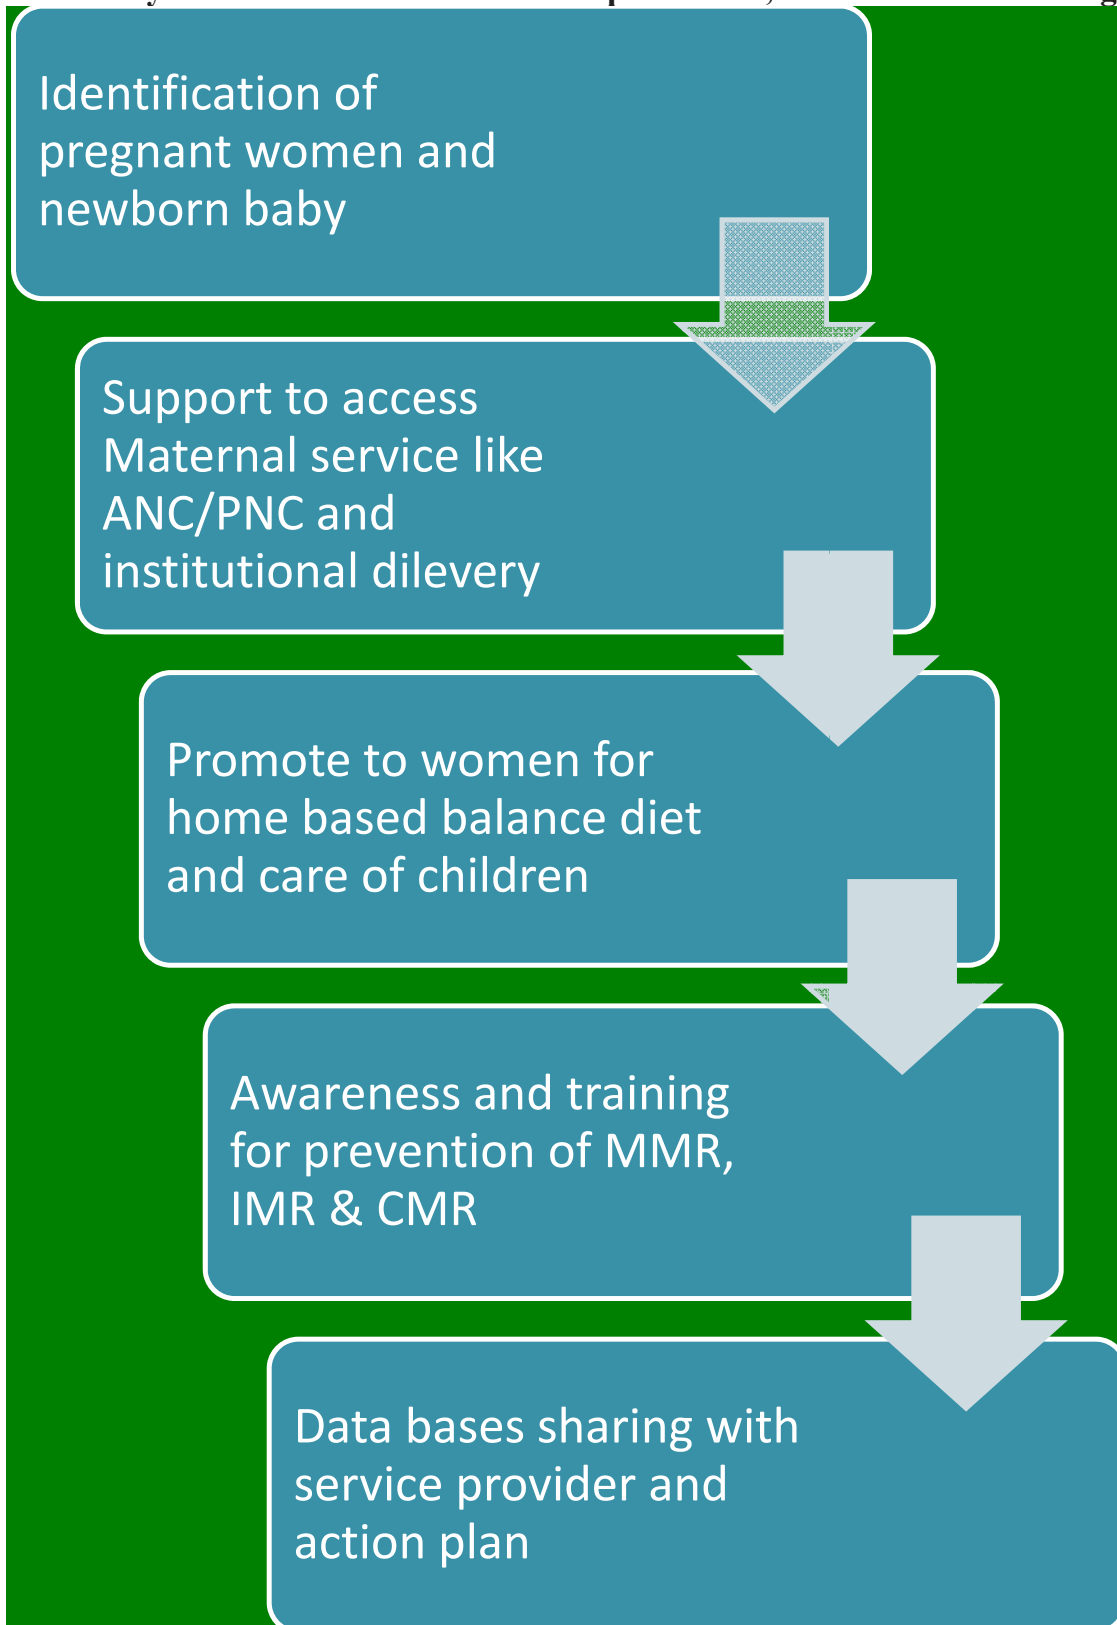 Identification of
pregnant women and
newborn baby
Support to access
Maternal service like
ANC/PNC and
institutional dilevery
Promote to women for
home based balance diet
and care of children
Awareness and training
for prevention of MMR,
IMR & CMR
Data bases sharing with
service provider and
action plan